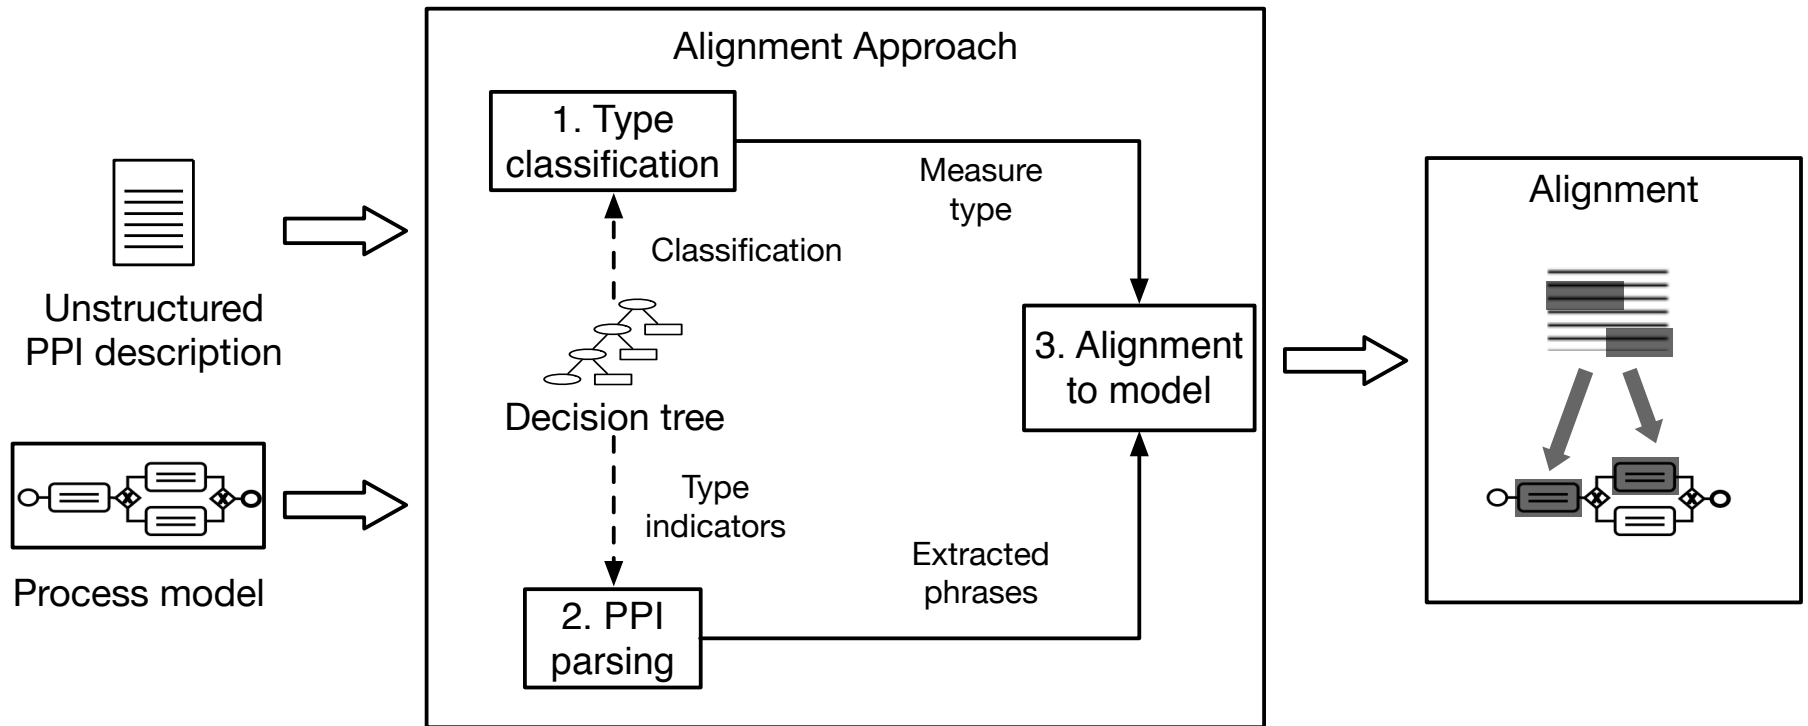 Alignment Approach
1. Type
classification
Measure
type
Classification
Unstructured
PPI description
Decision tree
3. Alignment
to model
Type
indicators
Process model
Extracted
phrases
2. PPI
parsing
Alignment